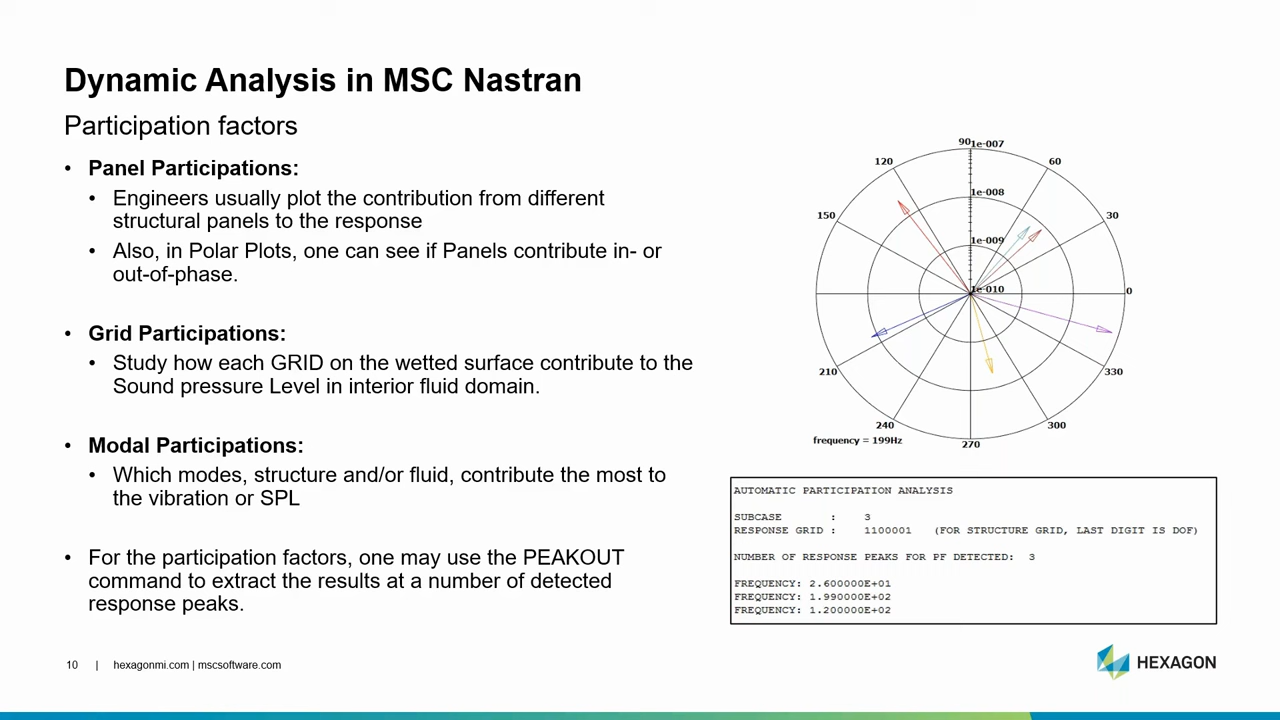 Dynamic Analysis in MSC Nastran
Participation factors
• Panel Participations:
• Engineers usually plot the contribution from different
structural panels to the response
• Also, in Polar Plots, one can see if Panels contribute in- or
out-of-phase.
• Grid Participations:
• Study how each GRID on the wetted surface contribute to the
Sound pressure Level in interior fluid domain.
• Modal Participations:
• Which modes, structure and/or fluid, contribute the most to
the vibration or SPL
• For the participation factors, one may use the PEAKOUT
command to extract the results at a number of detected
response peaks.
90 1e-007
120
60
1e-008
150
30
1e-009
1e-010
0
210
330
240
300
frequency = 199Hz
270
AUTOMATIC PARTICIPATION ANALYSIS
SUBCASE : 3
RESPONSE GRID : 1100001 (FOR STRUCTURE GRID, LAST DIGIT IS DOF)
NUMBER OF RESPONSE PEAKS FOR PF DETECTED: 3
FREQUENCY: 2.600000E+01
FREQUENCY: 1.990000E+02
FREQUENCY: 1.200000E+02
10 | hexagonmi.com | mscsoftware.com
HEXAGON